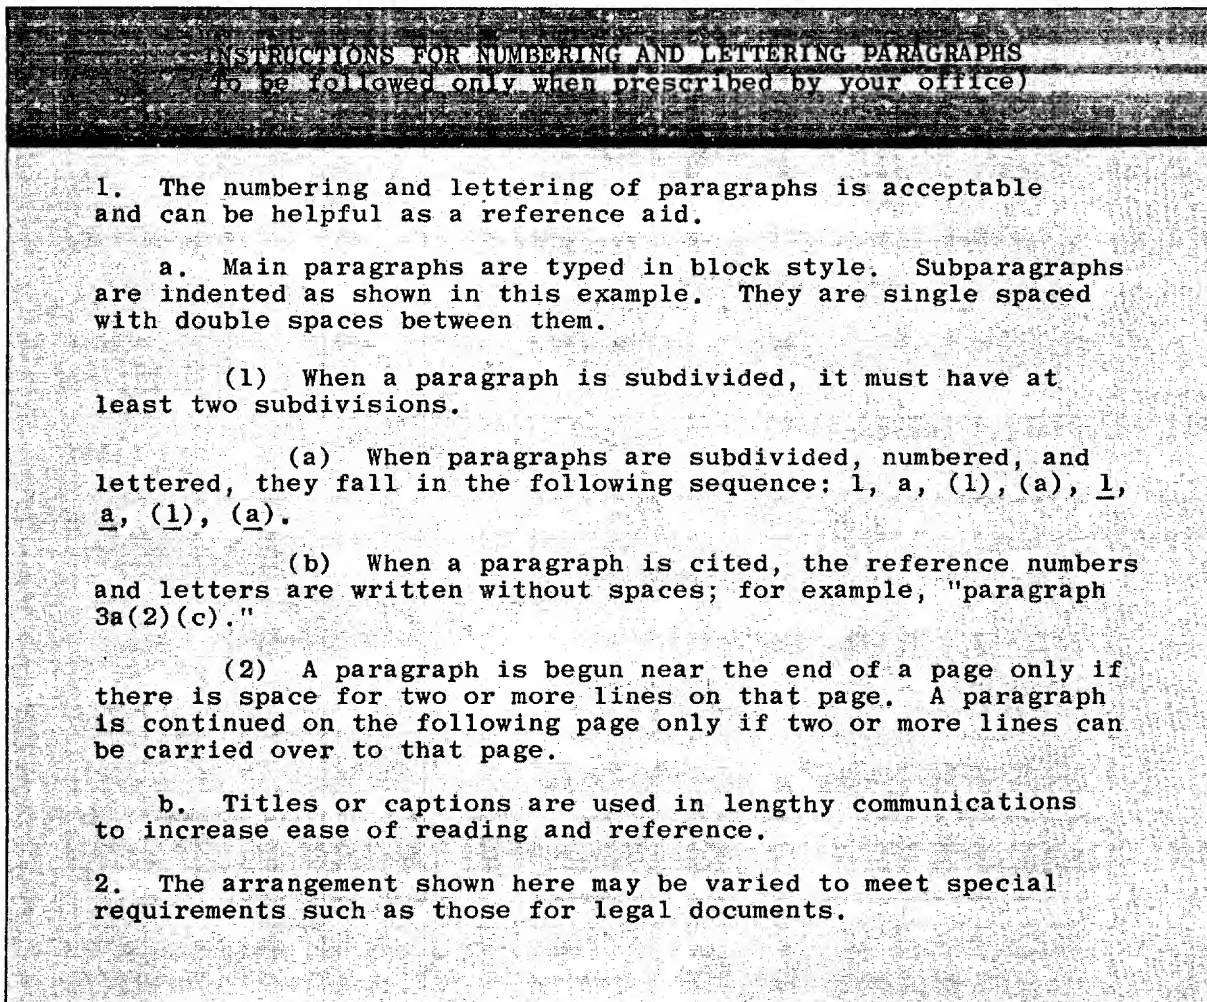 INSTRUCTIONS FOR NUMBERING AND LETTERING PARAGRAPHS
(To be followed only when prescribed by your office)
1. The numbering and lettering of paragraphs is acceptable
and can be helpful as a reference aid.
a. Main paragraphs are typed in block style. Subparagraphs
are indented as shown in this example. They are single spaced
with double spaces between them.
(1) When a paragraph is subdivided, it must have at
least two subdivisions.
(a) When paragraphs are subdivided, numbered, and
lettered, they fall in the following sequence: 1, a, (1), (a), 1,
a, (1), (a).
(b) When a paragraph is cited, the reference numbers
and letters are written without spaces; for example, "paragraph
3a(2)(c)."
(2) A paragraph is begun near the end of a page only if
there is space for two or more lines on that page. A paragraph
is continued on the following page only if two or more lines can
be carried over to that page.
b. Titles or captions are used in lengthy communications
to increase ease of reading and reference.
2. The arrangement shown here may be varied to meet special
requirements such as those for legal documents.